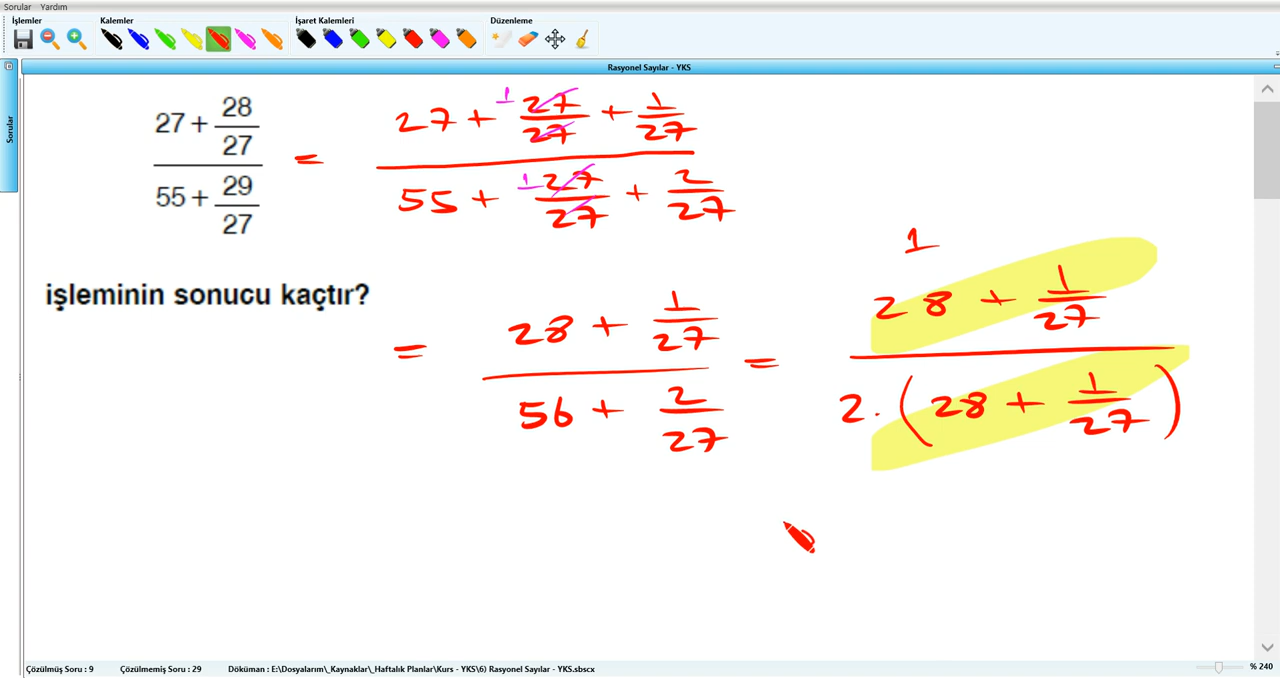 Sorular Yardım
İşlemler Kalemler İşaret Kalemleri Düzenleme
Rasyonel Sayılar - YKS
Sorular
27 + 28/27
55 + 29/27
=
27 + 27/27 + 1/27
1
55 + 27/27 + 2/27
1
işleminin sonucu kaçtır?
=
28 + 1/27
56 + 2/27
=
1
28 + 1/27
2 . (28 + 1/27)
Çözülmüş Soru : 9 Çözülmemiş Soru : 29 Döküman : E:\Dosyalarım\_Kaynaklar\_Haftalık Planlar\Kurs - YKS\6) Rasyonel Sayılar - YKS.sbscx % 240